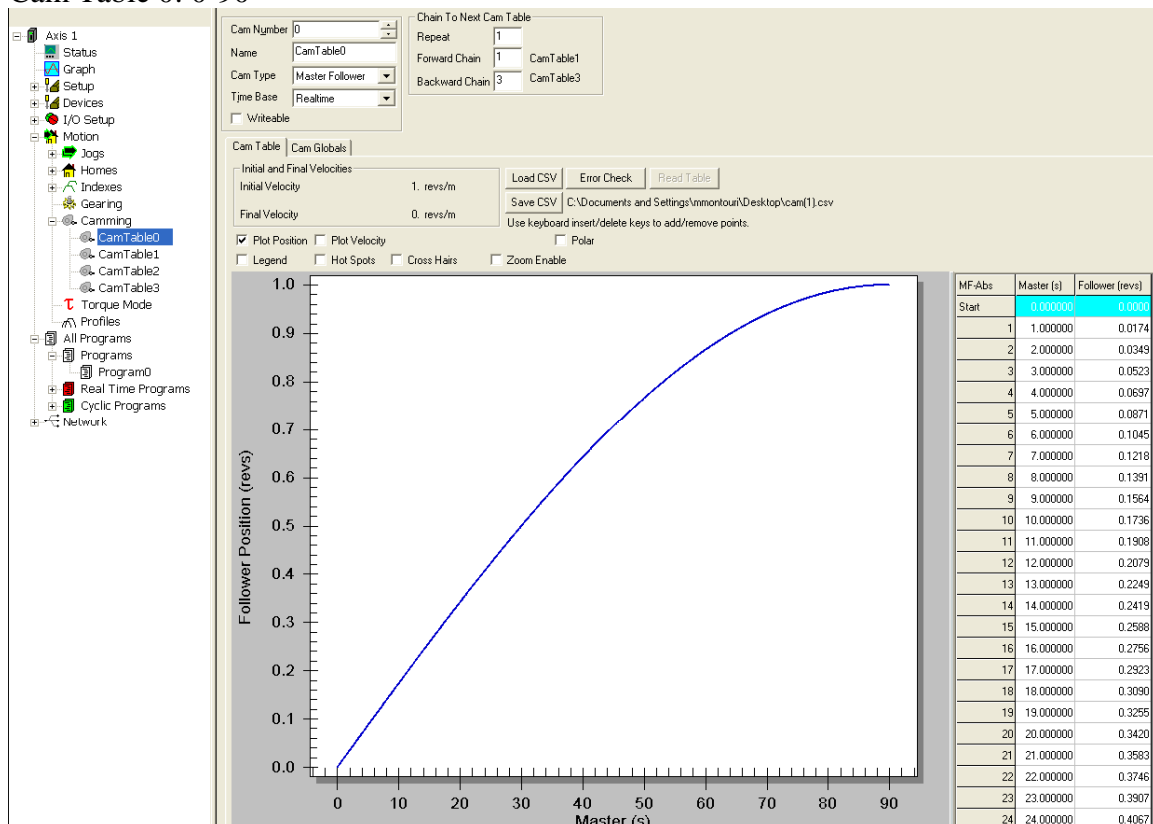 Cam Table 0: 0-90
Axis 1
Status
Graph
Setup
Devices
I/O Setup
Motion
Jogs
Homes
Indexes
Gearing
Camming
CamTable0
CamTable1
CamTable2
CamTable3
Torque Mode
Profiles
All Programs
Programs
Program0
Real Time Programs
Cyclic Programs
Network
Cam Number 0
Name CamTable0
Cam Type Master Follower
Time Base Realtime
Writeable
Chain To Next Cam Table
Repeat 1
Forward Chain 1 CamTable1
Backward Chain 3 CamTable3
Cam Table Cam Globals
Initial and Final Velocities
Initial Velocity 1. revs/m
Final Velocity 0. revs/m
Load CSV Error Check Read Table
Save CSV C:\Documents and Settings\mmontouri\Desktop\cam(1).csv
Use keyboard insert/delete keys to add/remove points.
Plot Position Plot Velocity Polar
Legend Hot Spots Cross Hairs Zoom Enable
1.0
0.9
0.8
0.7
0.6
0.5
0.4
0.3
0.2
0.1
0.0
Follower Position (revs)
0 10 20 30 40 50 60 70 80 90
Master (s)
MF-Abs Master (s) Follower (revs)
Start 0.000000 0.0000
1 1.000000 0.0174
2 2.000000 0.0349
3 3.000000 0.0523
4 4.000000 0.0697
5 5.000000 0.0871
6 6.000000 0.1045
7 7.000000 0.1218
8 8.000000 0.1391
9 9.000000 0.1564
10 10.000000 0.1736
11 11.000000 0.1908
12 12.000000 0.2079
13 13.000000 0.2249
14 14.000000 0.2419
15 15.000000 0.2588
16 16.000000 0.2756
17 17.000000 0.2923
18 18.000000 0.3090
19 19.000000 0.3255
20 20.000000 0.3420
21 21.000000 0.3583
22 22.000000 0.3746
23 23.000000 0.3907
24 24.000000 0.4067